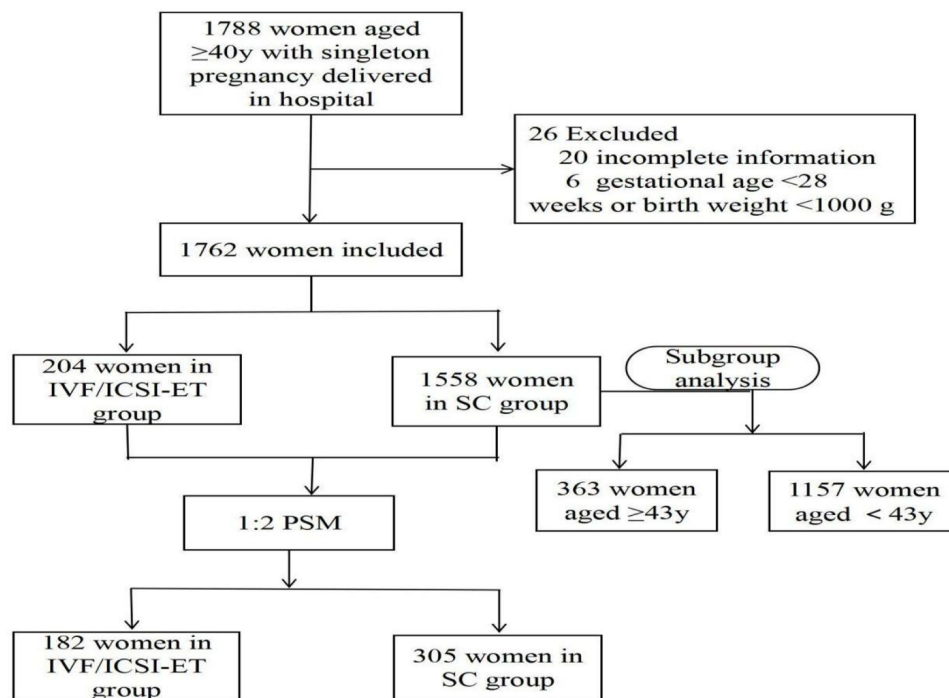 1788 women aged
≥40y with singleton
pregnancy delivered
in hospital
26 Excluded
20 incomplete information
6 gestational age <28
weeks or birth weight <1000 g
1762 women included
204 women in
IVF/ICSI-ET
group
1558 women
in SC group
Subgroup
analysis
363 women
aged ≥43y
1157 women
aged < 43y
1:2 PSM
182 women in
IVF/ICSI-ET
group
305 women in
SC group